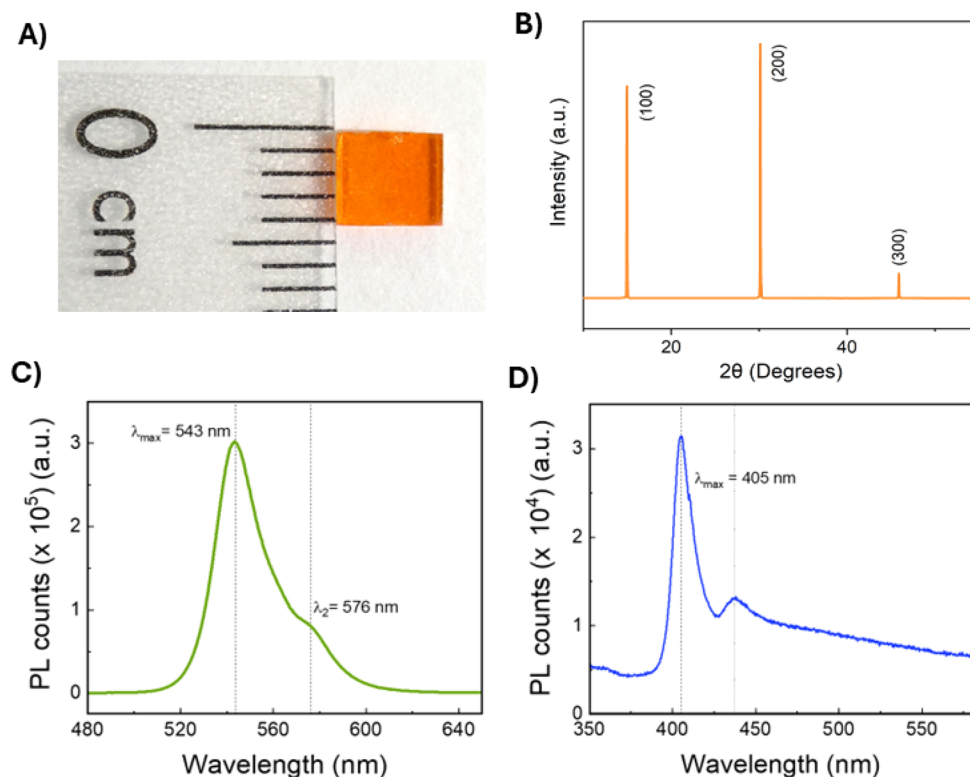 A)
0 cm
B)
Intensity (a.u.)
(100)
(200)
(300)
20
40
2θ (Degrees)
C)
PL counts (x 10⁵) (a.u.)
λmax= 543 nm
λ2= 576 nm
3
2
1
0
480
520
560
600
640
Wavelength (nm)
D)
PL counts (x 10⁴) (a.u.)
λmax = 405 nm
3
2
1
0
350
400
450
500
550
Wavelength (nm)